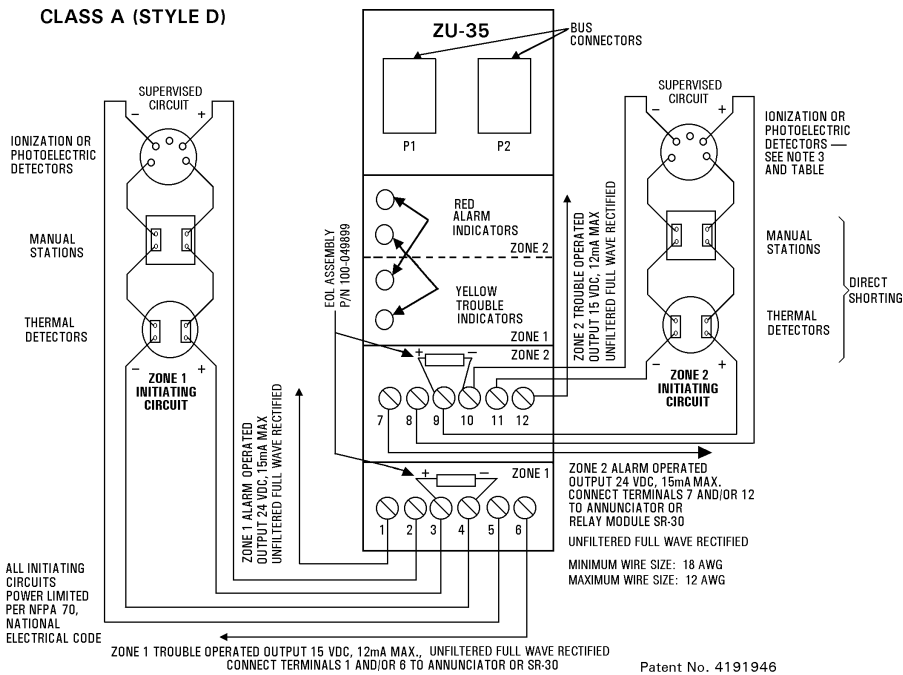 CLASS A (STYLE D)
ZU-35
BUS
CONNECTORS
P1
P2
SUPERVISED
CIRCUIT
−
+
IONIZATION OR
PHOTOELECTRIC
DETECTORS
MANUAL
STATIONS
THERMAL
DETECTORS
−
+
ZONE 1
INITIATING
CIRCUIT
RED
ALARM
INDICATORS
ZONE 2
YELLOW
TROUBLE
INDICATORS
ZONE 1
EOL ASSEMBLY
P/N 100-049899
ZONE 2
+
−
7
8
9
10
11
12
ZONE 1
+
−
1
2
3
4
5
6
ZONE 1 ALARM OPERATED
OUTPUT 24 VDC, 15mA MAX
UNFILTERED FULL WAVE RECTIFIED
ZONE 2 TROUBLE OPERATED
OUTPUT 15 VDC, 12mA MAX
UNFILTERED FULL WAVE RECTIFIED
SUPERVISED
CIRCUIT
−
+
IONIZATION OR
PHOTOELECTRIC
DETECTORS —
SEE NOTE 3
AND TABLE
MANUAL
STATIONS
DIRECT
SHORTING
THERMAL
DETECTORS
−
+
ZONE 2
INITIATING
CIRCUIT
ZONE 2 ALARM OPERATED
OUTPUT 24 VDC, 15mA MAX.
CONNECT TERMINALS 7 AND/OR 12
TO ANNUNCIATOR OR
RELAY MODULE SR-30
UNFILTERED FULL WAVE RECTIFIED
MINIMUM WIRE SIZE: 18 AWG
MAXIMUM WIRE SIZE: 12 AWG
ALL INITIATING
CIRCUITS
POWER LIMITED
PER NFPA 70,
NATIONAL
ELECTRICAL CODE
ZONE 1 TROUBLE OPERATED OUTPUT 15 VDC, 12mA MAX., UNFILTERED FULL WAVE RECTIFIED
CONNECT TERMINALS 1 AND/OR 6 TO ANNUNCIATOR OR SR-30
Patent No. 4191946